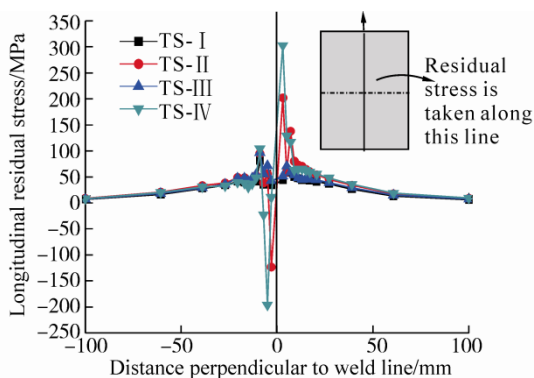 350
300
250
200
150
100
50
0
−50
−100
−150
−200
−250
−100
−50
0
50
100
Longitudinal residual stress/MPa
Distance perpendicular to weld line/mm
TS-Ⅰ
TS-Ⅱ
TS-Ⅲ
TS-Ⅳ
Residual
stress is
taken along
this line